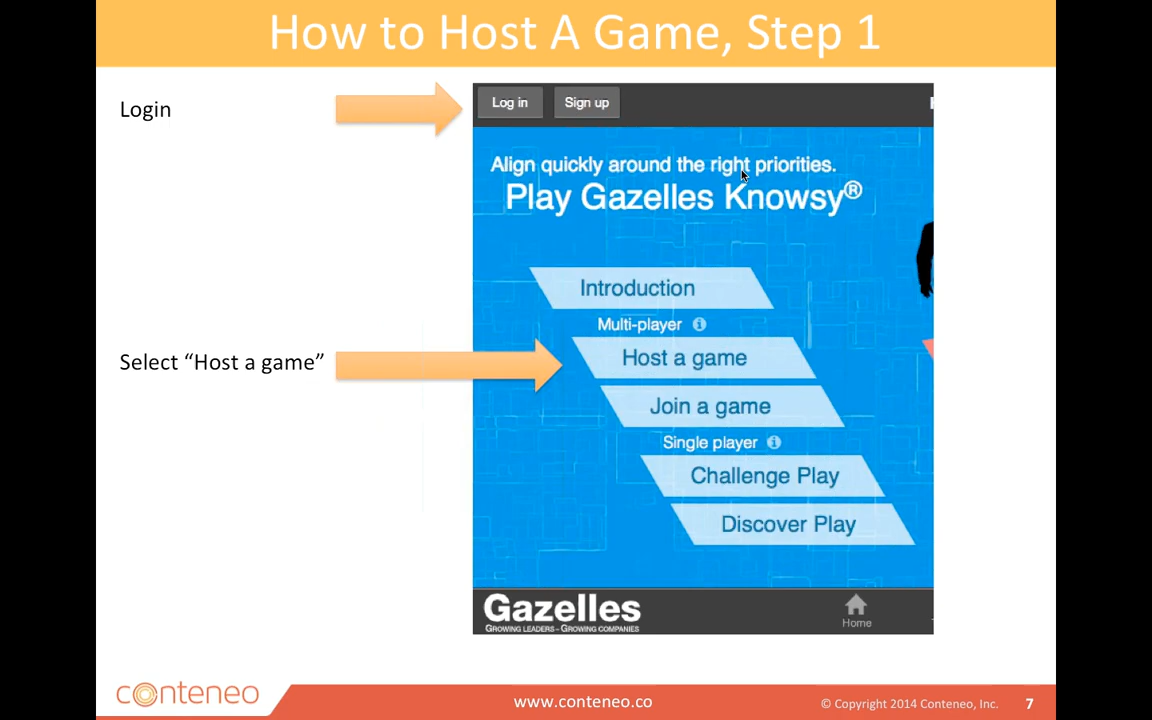 How to Host A Game, Step 1
Login
Log in
Sign up
Align quickly around the right priorities.
Play Gazelles Knowsy®
Introduction
Multi-player
Select “Host a game”
Host a game
Join a game
Single player
Challenge Play
Discover Play
Gazelles
GROWING LEADERS – GROWING COMPANIES
Home
conteneo
www.conteneo.co
© Copyright 2014 Conteneo, Inc.
7